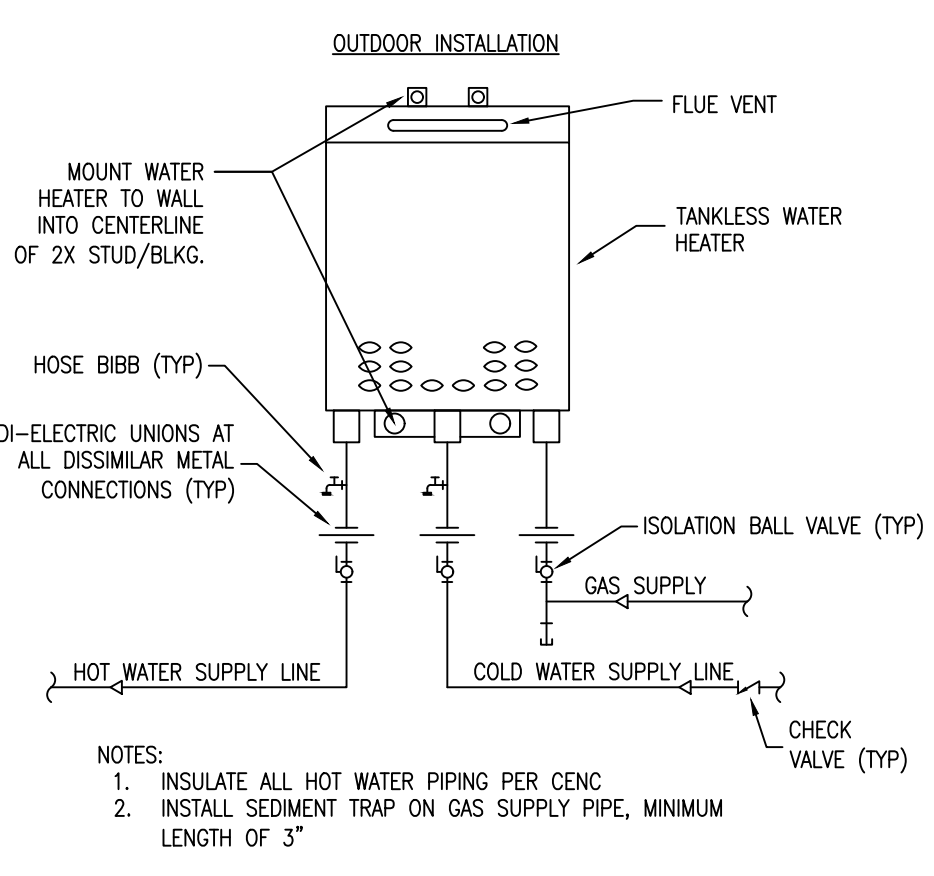 OUTDOOR INSTALLATION
FLUE VENT
MOUNT WATER
HEATER TO WALL
INTO CENTERLINE
OF 2X STUD/BLKG.
TANKLESS WATER
HEATER
HOSE BIBB (TYP)
DI-ELECTRIC UNIONS AT
ALL DISSIMILAR METAL
CONNECTIONS (TYP)
ISOLATION BALL VALVE (TYP)
GAS SUPPLY
HOT WATER SUPPLY LINE
COLD WATER SUPPLY LINE
CHECK
VALVE (TYP)
NOTES:
1. INSULATE ALL HOT WATER PIPING PER CENC
2. INSTALL SEDIMENT TRAP ON GAS SUPPLY PIPE, MINIMUM
LENGTH OF 3"